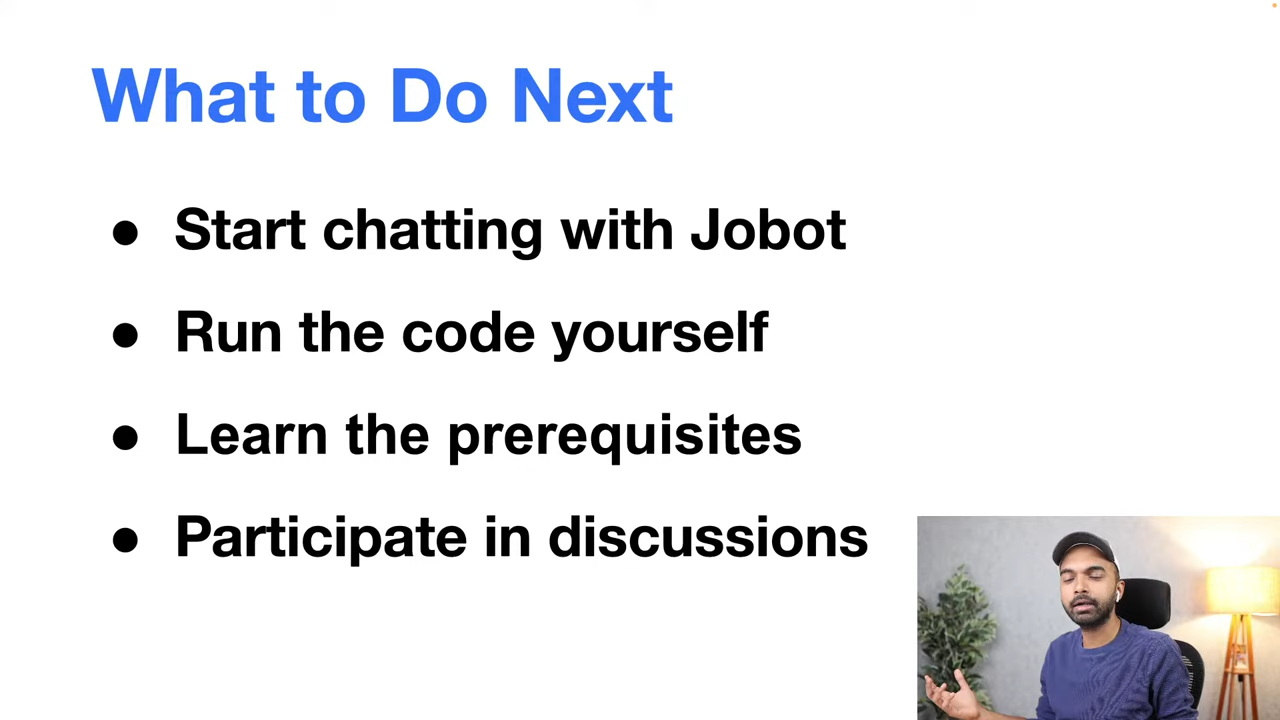 What to Do Next
● Start chatting with Jobot
● Run the code yourself
● Learn the prerequisites
● Participate in discussions